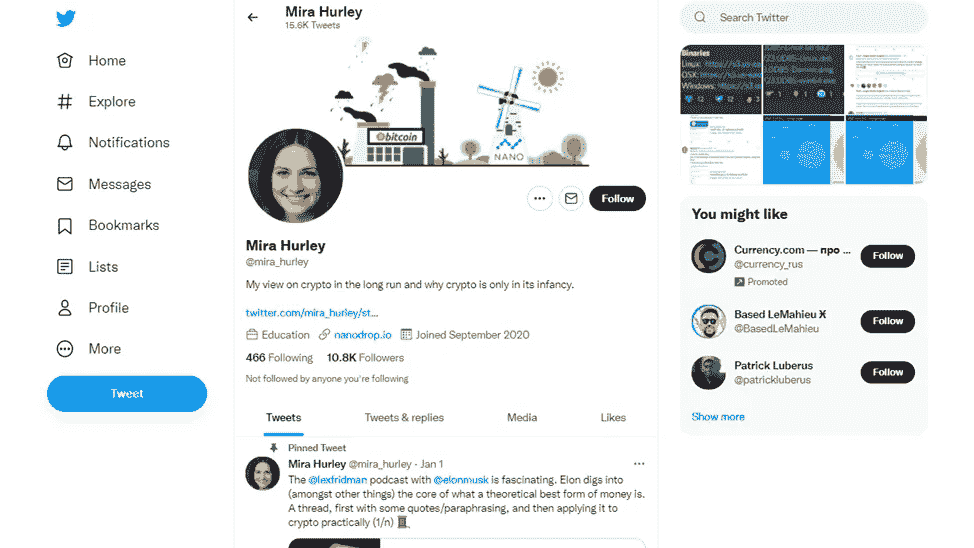 Mira Hurley
15.6K Tweets
Search Twitter
Home
Explore
Notifications
Messages
Bookmarks
Lists
Profile
More
Tweet
bitcoin
NANO
Follow
Mira Hurley
@mira_hurley
My view on crypto in the long run and why crypto is only in its infancy.
twitter.com/mira_hurley/st...
Education nanodrop.io Joined September 2020
466 Following 10.8K Followers
Not followed by anyone you're following
Tweets Tweets & replies Media Likes
Pinned Tweet
Mira Hurley @mira_hurley · Jan 1
The @lexfridman podcast with @elonmusk is fascinating. Elon digs into
(amongst other things) the core of what a theoretical best form of money is.
A thread, first with some quotes/paraphrasing, and then applying it to
crypto practically (1/n)
Binaries
Linux:
OSX:
Windows:
You might like
Currency.com — про ...
@currency_rus
Promoted
Follow
Based LeMahieu Ӿ
@BasedLeMahieu
Follow
Patrick Luberus
@patrickluberus
Follow
Show more